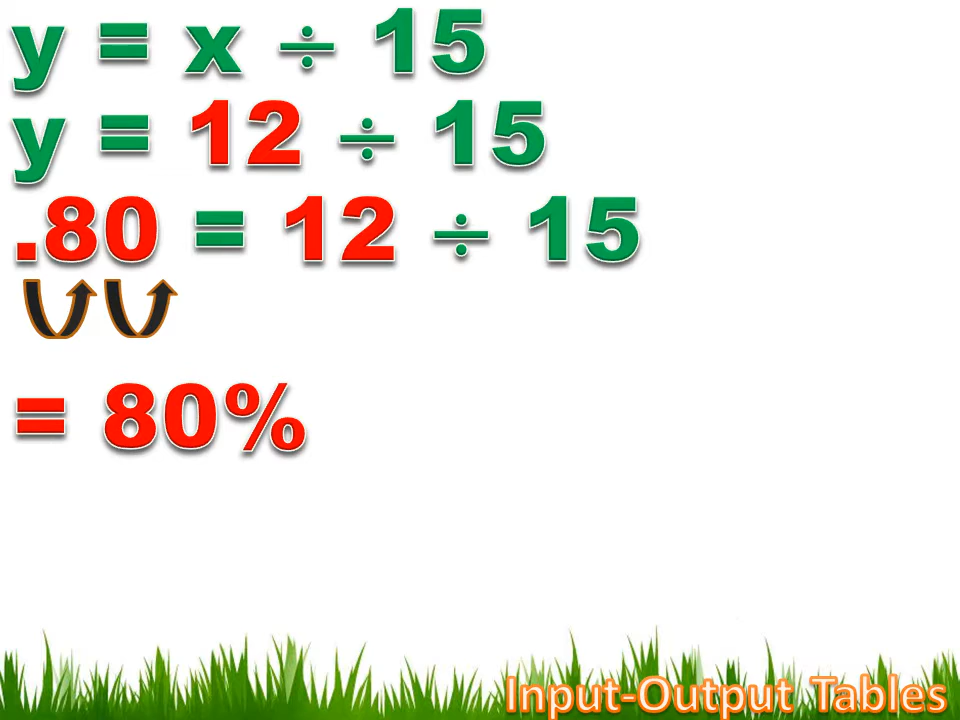 y = x ÷ 15
y = 12 ÷ 15
.80 = 12 ÷ 15
= 80%
Input-Output Tables